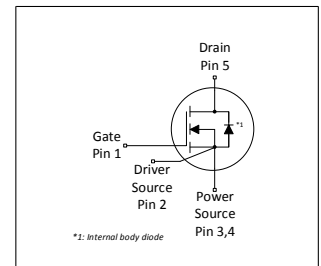 Drain
Pin 5
*1
Gate
Pin 1
Driver
Source
Pin 2
Power
Source
Pin 3,4
*1: Internal body diode